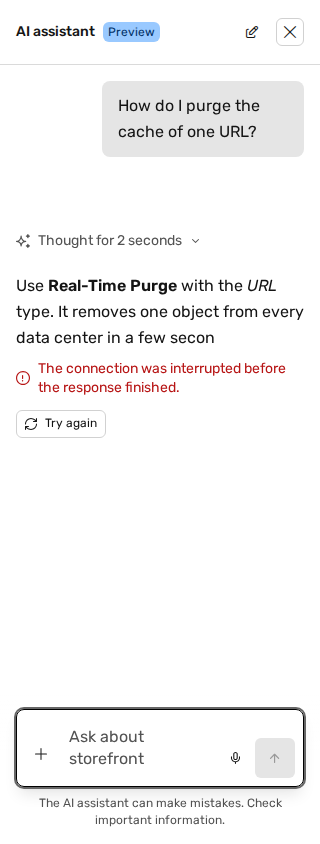 AI assistant Preview
How do I purge the
cache of one URL?
Thought for 2 seconds
Use Real-Time Purge with the URL
type. It removes one object from every
data center in a few secon
The connection was interrupted before
the response finished.
Try again
Ask about
storefront
The AI assistant can make mistakes. Check
important information.